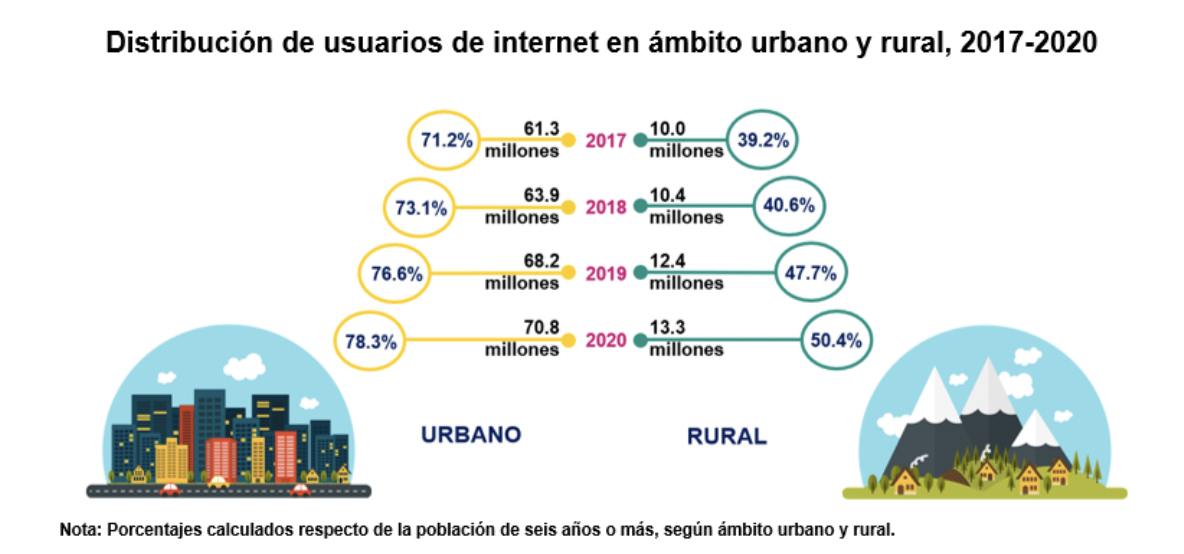 Distribución de usuarios de internet en ámbito urbano y rural, 2017-2020
71.2% 61.3 millones 2017 10.0 millones 39.2%
73.1% 63.9 millones 2018 10.4 millones 40.6%
76.6% 68.2 millones 2019 12.4 millones 47.7%
78.3% 70.8 millones 2020 13.3 millones 50.4%
URBANO RURAL
Nota: Porcentajes calculados respecto de la población de seis años o más, según ámbito urbano y rural.